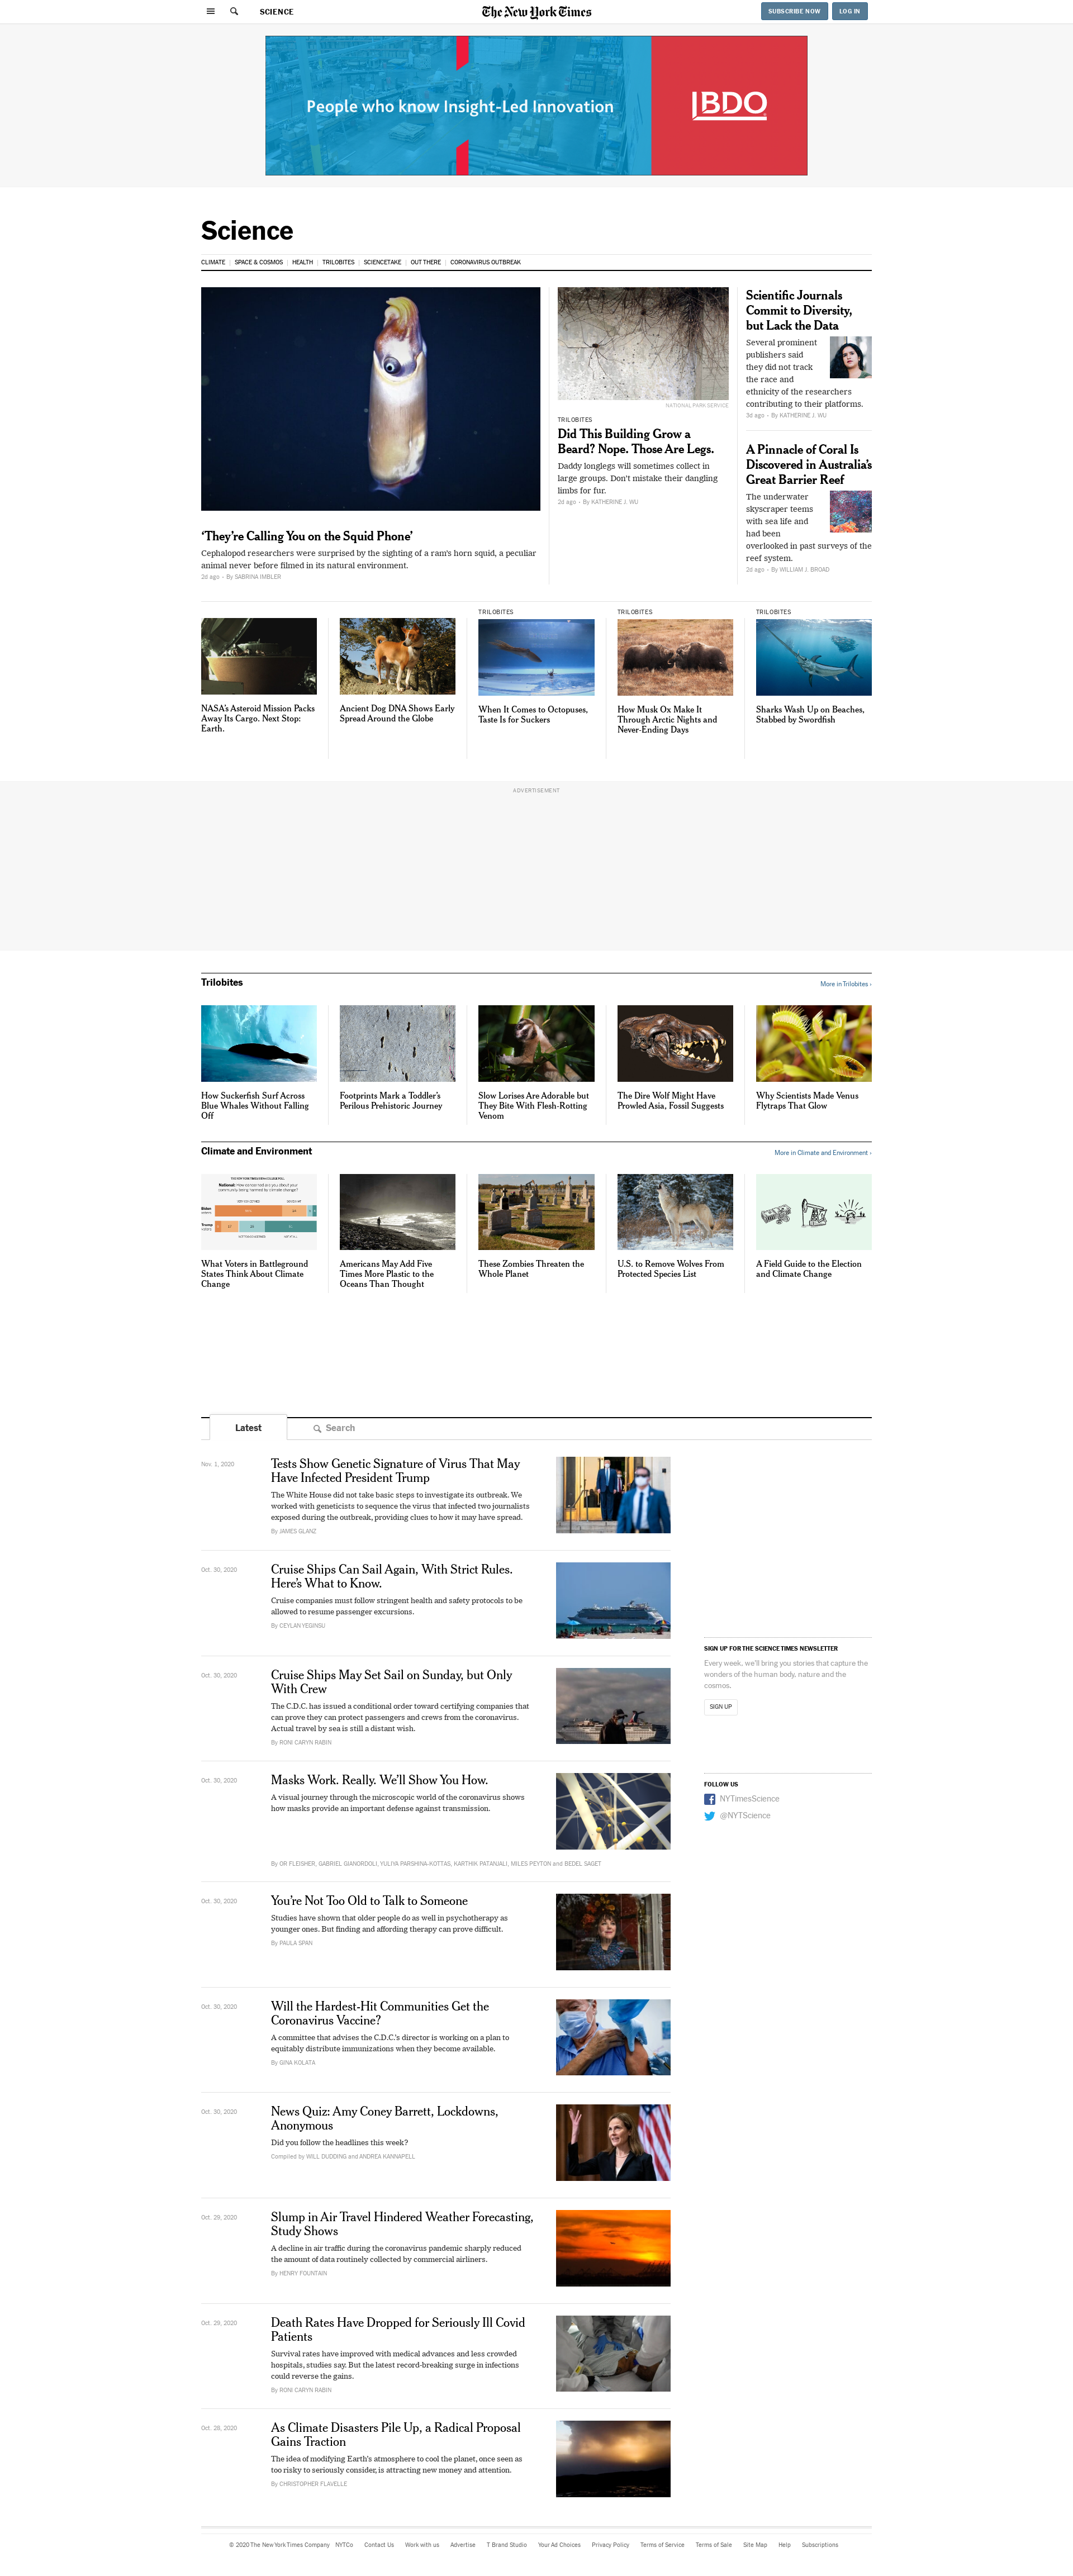 SCIENCE
The New York Times
SUBSCRIBE NOW
LOG IN
People who know Insight-Led Innovation
BDO
Science
CLIMATE
SPACE & COSMOS
HEALTH
TRILOBITES
SCIENCETAKE
OUT THERE
CORONAVIRUS OUTBREAK
‘They’re Calling You on the Squid Phone’
Cephalopod researchers were surprised by the sighting of a ram's horn squid, a peculiar
animal never before filmed in its natural environment.
2d ago - By SABRINA IMBLER
NATIONAL PARK SERVICE
TRILOBITES
Did This Building Grow a
Beard? Nope. Those Are Legs.
Daddy longlegs will sometimes collect in
large groups. Don't mistake their dangling
limbs for fur.
2d ago - By KATHERINE J. WU
Scientific Journals
Commit to Diversity,
but Lack the Data
Several prominent
publishers said
they did not track
the race and
ethnicity of the researchers
contributing to their platforms.
3d ago - By KATHERINE J. WU
A Pinnacle of Coral Is
Discovered in Australia’s
Great Barrier Reef
The underwater
skyscraper teems
with sea life and
had been
overlooked in past surveys of the
reef system.
2d ago - By WILLIAM J. BROAD
NASA’s Asteroid Mission Packs
Away Its Cargo. Next Stop:
Earth.
Ancient Dog DNA Shows Early
Spread Around the Globe
TRILOBITES
When It Comes to Octopuses,
Taste Is for Suckers
TRILOBITES
How Musk Ox Make It
Through Arctic Nights and
Never-Ending Days
TRILOBITES
Sharks Wash Up on Beaches,
Stabbed by Swordfish
ADVERTISEMENT
Trilobites
More in Trilobites ›
How Suckerfish Surf Across
Blue Whales Without Falling
Off
Footprints Mark a Toddler’s
Perilous Prehistoric Journey
Slow Lorises Are Adorable but
They Bite With Flesh-Rotting
Venom
The Dire Wolf Might Have
Prowled Asia, Fossil Suggests
Why Scientists Made Venus
Flytraps That Glow
Climate and Environment
More in Climate and Environment ›
Biden
Trump
What Voters in Battleground
States Think About Climate
Change
Americans May Add Five
Times More Plastic to the
Oceans Than Thought
These Zombies Threaten the
Whole Planet
U.S. to Remove Wolves From
Protected Species List
A Field Guide to the Election
and Climate Change
Latest
Search
Nov. 1, 2020
Tests Show Genetic Signature of Virus That May
Have Infected President Trump
The White House did not take basic steps to investigate its outbreak. We
worked with geneticists to sequence the virus that infected two journalists
exposed during the outbreak, providing clues to how it may have spread.
By JAMES GLANZ
Oct. 30, 2020
Cruise Ships Can Sail Again, With Strict Rules.
Here’s What to Know.
Cruise companies must follow stringent health and safety protocols to be
allowed to resume passenger excursions.
By CEYLAN YEGINSU
Oct. 30, 2020
Cruise Ships May Set Sail on Sunday, but Only
With Crew
The C.D.C. has issued a conditional order toward certifying companies that
can prove they can protect passengers and crews from the coronavirus.
Actual travel by sea is still a distant wish.
By RONI CARYN RABIN
Oct. 30, 2020
Masks Work. Really. We’ll Show You How.
A visual journey through the microscopic world of the coronavirus shows
how masks provide an important defense against transmission.
By OR FLEISHER, GABRIEL GIANORDOLI, YULIYA PARSHINA-KOTTAS, KARTHIK PATANJALI, MILES PEYTON and BEDEL SAGET
Oct. 30, 2020
You’re Not Too Old to Talk to Someone
Studies have shown that older people do as well in psychotherapy as
younger ones. But finding and affording therapy can prove difficult.
By PAULA SPAN
Oct. 30, 2020
Will the Hardest-Hit Communities Get the
Coronavirus Vaccine?
A committee that advises the C.D.C.'s director is working on a plan to
equitably distribute immunizations when they become available.
By GINA KOLATA
Oct. 30, 2020
News Quiz: Amy Coney Barrett, Lockdowns,
Anonymous
Did you follow the headlines this week?
Compiled by WILL DUDDING and ANDREA KANNAPELL
Oct. 29, 2020
Slump in Air Travel Hindered Weather Forecasting,
Study Shows
A decline in air traffic during the coronavirus pandemic sharply reduced
the amount of data routinely collected by commercial airliners.
By HENRY FOUNTAIN
Oct. 29, 2020
Death Rates Have Dropped for Seriously Ill Covid
Patients
Survival rates have improved with medical advances and less crowded
hospitals, studies say. But the latest record-breaking surge in infections
could reverse the gains.
By RONI CARYN RABIN
Oct. 28, 2020
As Climate Disasters Pile Up, a Radical Proposal
Gains Traction
The idea of modifying Earth's atmosphere to cool the planet, once seen as
too risky to seriously consider, is attracting new money and attention.
By CHRISTOPHER FLAVELLE
SIGN UP FOR THE SCIENCE TIMES NEWSLETTER
Every week, we'll bring you stories that capture the
wonders of the human body, nature and the
cosmos.
SIGN UP
FOLLOW US
NYTimesScience
@NYTScience
© 2020 The New York Times Company
NYTCo
Contact Us
Work with us
Advertise
T Brand Studio
Your Ad Choices
Privacy Policy
Terms of Service
Terms of Sale
Site Map
Help
Subscriptions